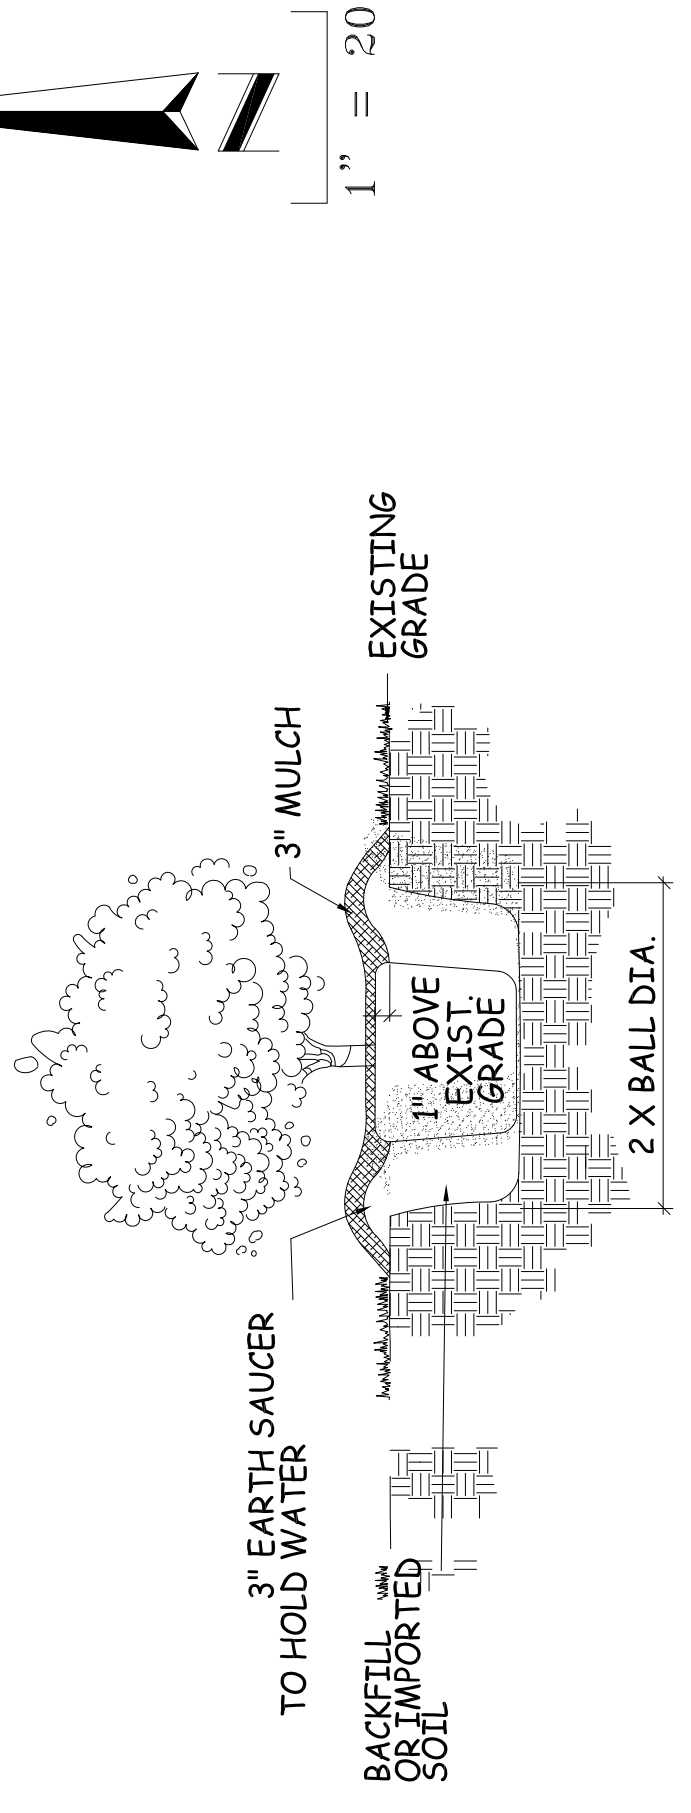 1" = 20
EXISTING
GRADE
3" MULCH
1" ABOVE
EXIST.
GRADE
2 X BALL DIA.
3" EARTH SAUCER
TO HOLD WATER
BACKFILL
OR IMPORTED
SOIL